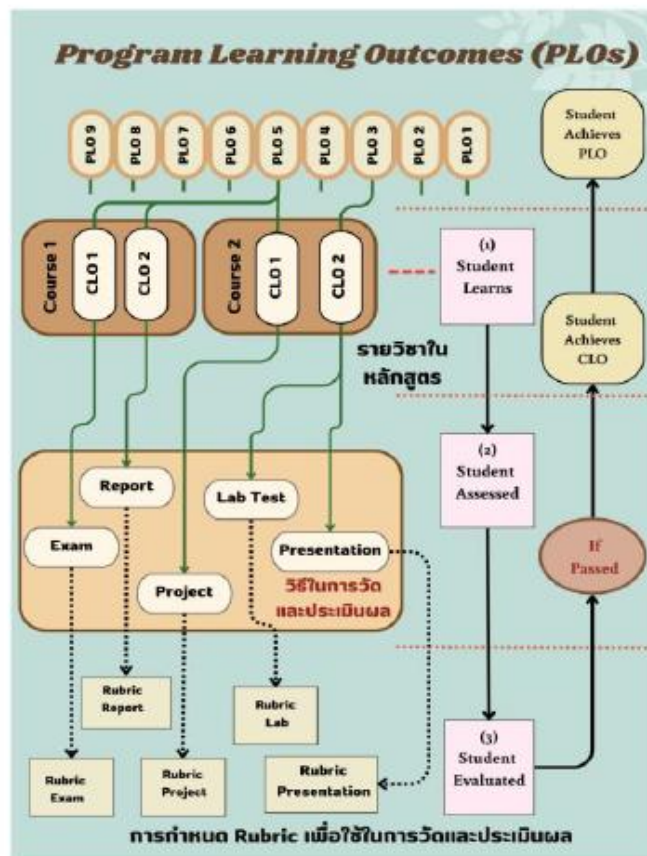 Program Learning Outcomes (PLOs)
PLO 9
PLO 8
PLO 7
PLO 6
PLO 5
PLO 4
PLO 3
PLO 2
PLO 1
Student
Achieves
PLO
Course 1
CLO 1
CLO 2
Course 2
CLO 1
CLO 2
(1)
Student
Learns
รายวิชาใน
หลักสูตร
Student
Achieves
CLO
Report
Lab Test
Exam
Presentation
Project
วิธีในการวัด
และประเมินผล
(2)
Student
Assessed
If
Passed
Rubric
Report
Rubric
Lab
Rubric
Exam
Rubric
Project
Rubric
Presentation
(3)
Student
Evaluated
การกำหนด Rubric เพื่อใช้ในการวัดและประเมินผล